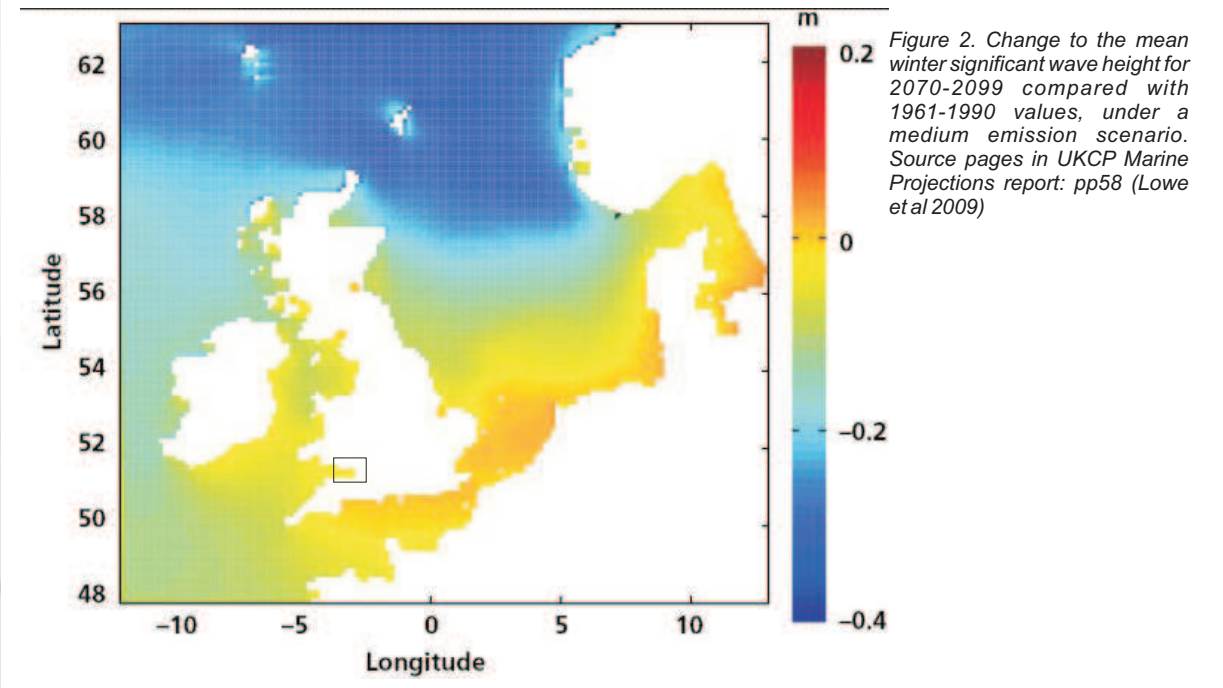 m
0.2
0
−0.2
−0.4
62
60
58
56
54
52
50
48
Latitude
−10 −5 0 5 10
Longitude
Figure 2. Change to the mean
winter significant wave height for
2070-2099 compared with
1961-1990 values, under a
medium emission scenario.
Source pages in UKCP Marine
Projections report: pp58 (Lowe
et al 2009)